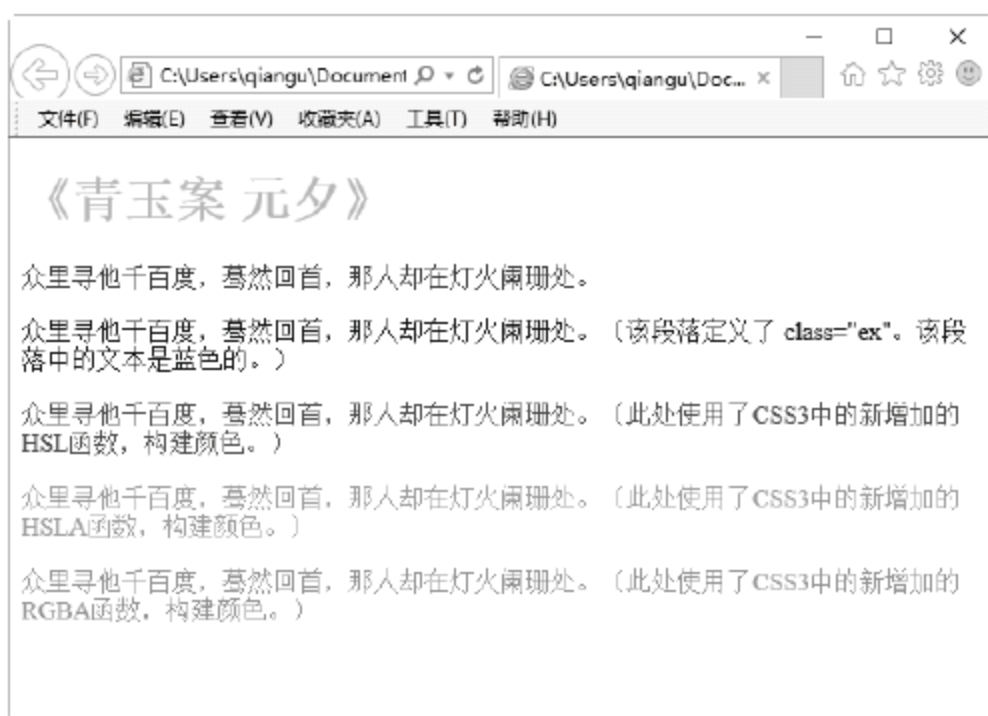 C:\Users\qiangu\Document
C:\Users\qiangu\Doc...
文件(F) 编辑(E) 查看(V) 收藏夹(A) 工具(T) 帮助(H)
《青玉案 元夕》
众里寻他千百度，蓦然回首，那人却在灯火阑珊处。
众里寻他千百度，蓦然回首，那人却在灯火阑珊处。（该段落定义了 class="ex"。该段
落中的文本是蓝色的。）
众里寻他千百度，蓦然回首，那人却在灯火阑珊处。（此处使用了CSS3中的新增加的
HSL函数，构建颜色。）
众里寻他千百度，蓦然回首，那人却在灯火阑珊处。（此处使用了CSS3中的新增加的
HSLA函数，构建颜色。）
众里寻他千百度，蓦然回首，那人却在灯火阑珊处。（此处使用了CSS3中的新增加的
RGBA函数，构建颜色。）